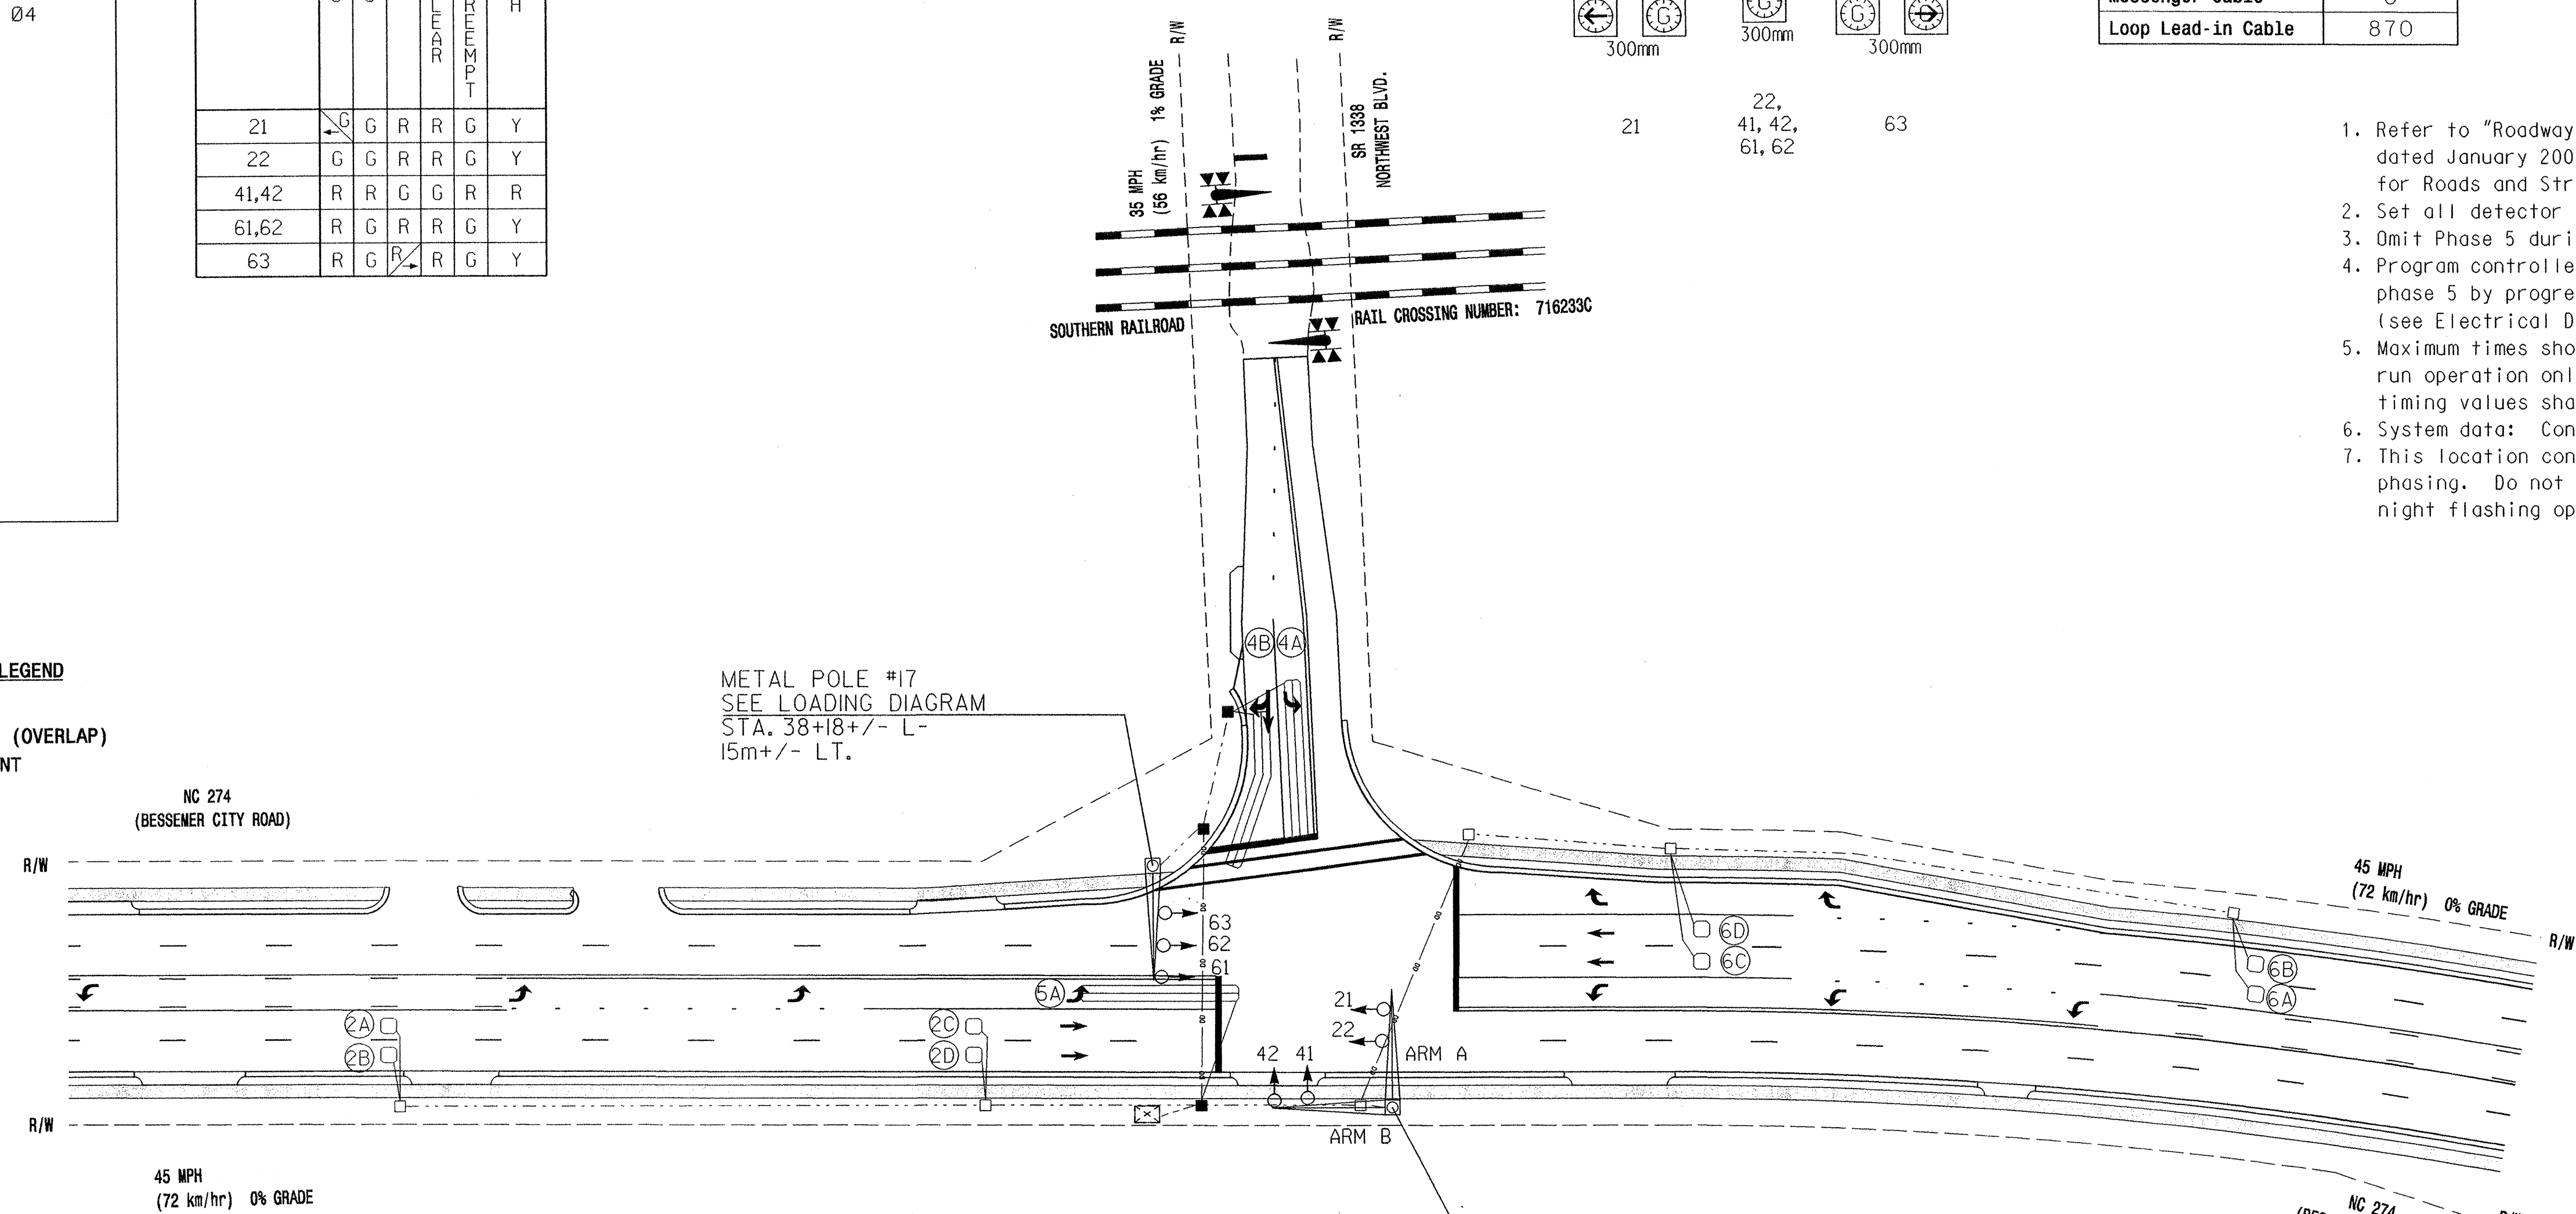 Ø4
LEAR
REEMPT
H
21 G G R R G Y
22 G G R R G Y
41,42 R R G G R R
61,62 R G R R G Y
63 R G R R G Y
G
G
300mm
300mm
300mm
21
22,
41, 42,
61, 62
63
Loop Lead-in Cable 870
1. Refer to "Roadway
dated January 200
for Roads and Str
2. Set all detector
3. Omit Phase 5 duri
4. Program controlle
phase 5 by progre
(see Electrical D
5. Maximum times sho
run operation onl
timing values sha
6. System data: Con
7. This location con
phasing. Do not
night flashing op
R/W
R/W
35 MPH
(56 km/hr) 1% GRADE
SR 1338
NORTHWEST BLVD.
SOUTHERN RAILROAD
RAIL CROSSING NUMBER: 716233C
LEGEND
(OVERLAP)
NT
METAL POLE #17
SEE LOADING DIAGRAM
STA. 38+18+/- L-
15m+/- LT.
4B 4A
NC 274
(BESSEMER CITY ROAD)
R/W
45 MPH
(72 km/hr) 0% GRADE
R/W
63
62
61
6D
6C
6B
6A
5A
2A
2B
2C
2D
21
22
42 41
ARM A
ARM B
R/W
45 MPH
(72 km/hr) 0% GRADE
NC 274